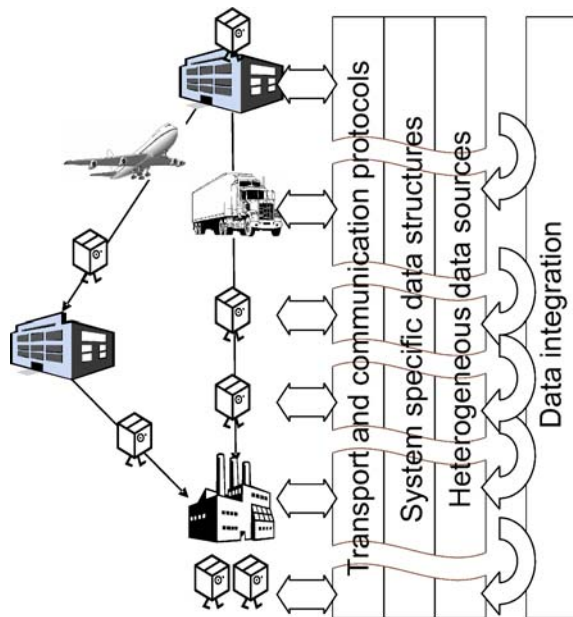 Transport and communication protocols
System specific data structures
Heterogeneous data sources
Data integration